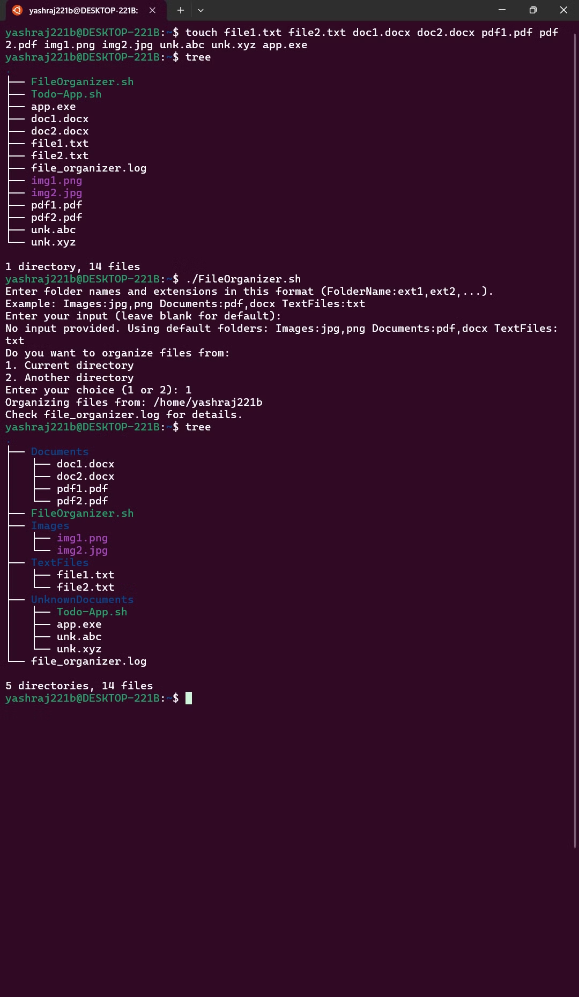 yashraj221b@DESKTOP-221B:
yashraj221b@DESKTOP-221B:~$ touch file1.txt file2.txt doc1.docx doc2.docx pdf1.pdf pdf
2.pdf img1.png img2.jpg unk.abc unk.xyz app.exe
yashraj221b@DESKTOP-221B:~$ tree
.
├── FileOrganizer.sh
├── Todo-App.sh
├── app.exe
├── doc1.docx
├── doc2.docx
├── file1.txt
├── file2.txt
├── file_organizer.log
├── img1.png
├── img2.jpg
├── pdf1.pdf
├── pdf2.pdf
├── unk.abc
└── unk.xyz

1 directory, 14 files
yashraj221b@DESKTOP-221B:~$ ./FileOrganizer.sh
Enter folder names and extensions in this format (FolderName:ext1,ext2,...).
Example: Images:jpg,png Documents:pdf,docx TextFiles:txt
Enter your input (leave blank for default):
No input provided. Using default folders: Images:jpg,png Documents:pdf,docx TextFiles:
txt
Do you want to organize files from:
1. Current directory
2. Another directory
Enter your choice (1 or 2): 1
Organizing files from: /home/yashraj221b
Check file_organizer.log for details.
yashraj221b@DESKTOP-221B:~$ tree
.
├── Documents
│   ├── doc1.docx
│   ├── doc2.docx
│   ├── pdf1.pdf
│   └── pdf2.pdf
├── FileOrganizer.sh
├── Images
│   ├── img1.png
│   └── img2.jpg
├── TextFiles
│   ├── file1.txt
│   └── file2.txt
├── UnknownDocuments
│   ├── Todo-App.sh
│   ├── app.exe
│   ├── unk.abc
│   └── unk.xyz
└── file_organizer.log

5 directories, 14 files
yashraj221b@DESKTOP-221B:~$